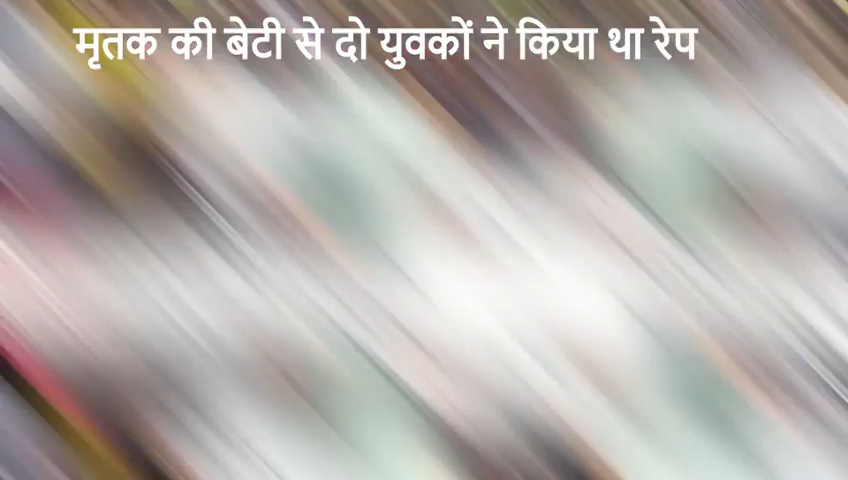 मृतक की बेटी से दो युवकों ने किया था रेप